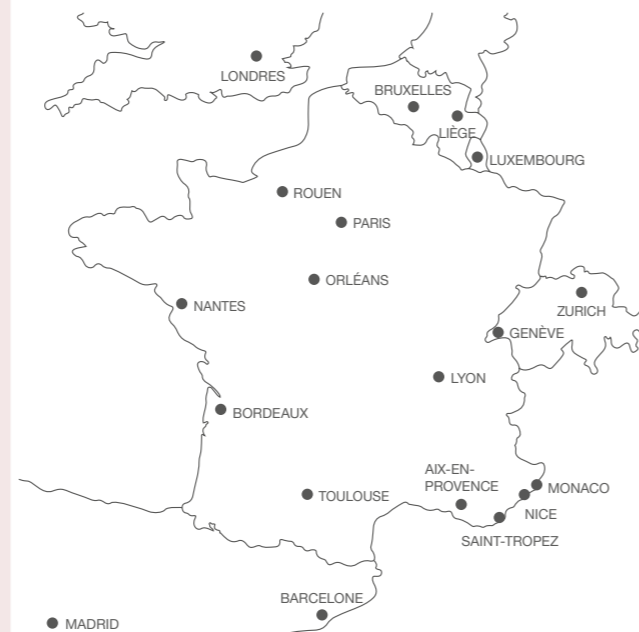 LONDRES
BRUXELLES
LIÈGE
LUXEMBOURG
ROUEN
PARIS
ORLÉANS
ZURICH
NANTES
GENÈVE
LYON
BORDEAUX
AIX-EN-
PROVENCE
MONACO
TOULOUSE
NICE
SAINT-TROPEZ
BARCELONE
MADRID